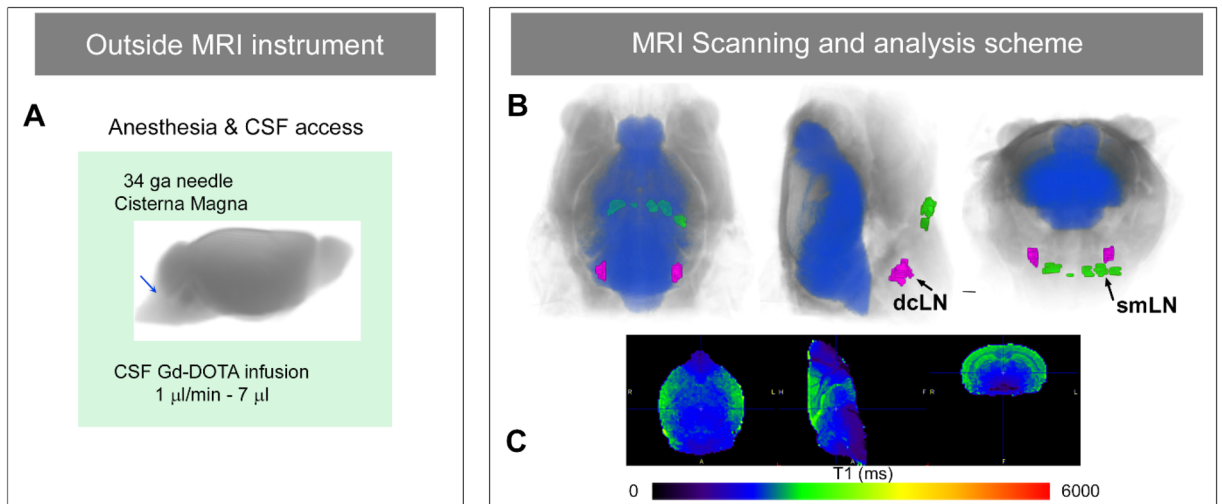 Outside MRI instrument
A
Anesthesia & CSF access
34 ga needle
Cisterna Magna
CSF Gd-DOTA infusion
1 μl/min - 7 μl
MRI Scanning and analysis scheme
B
dcLN
smLN
C
R
L
H
F
R
L
A
A
F
T1 (ms)
0
6000